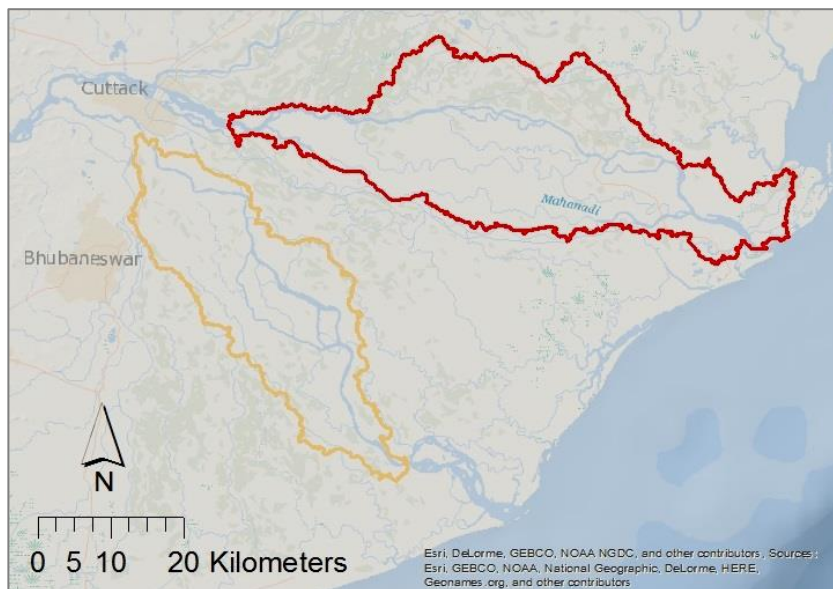 Cuttack
Mahanadi
Bhubaneswar
N
0 5 10 20 Kilometers
Esri, DeLorme, GEBCO, NOAA NGDC, and other contributors, Sources:
Esri, GEBCO, NOAA, National Geographic, DeLorme, HERE,
Geonames.org, and other contributors